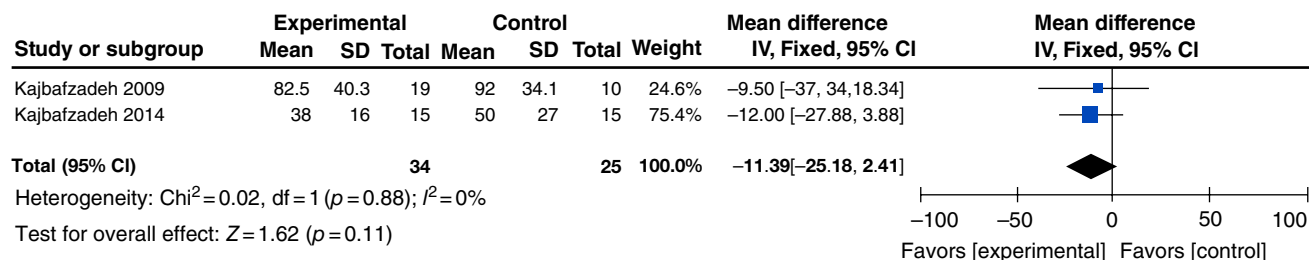 Experimental Control Mean difference Mean difference
Study or subgroup Mean SD Total Mean SD Total Weight IV, Fixed, 95% CI IV, Fixed, 95% CI
Kajbafzadeh 2009 82.5 40.3 19 92 34.1 10 24.6% −9.50 [−37, 34,18.34]
Kajbafzadeh 2014 38 16 15 50 27 15 75.4% −12.00 [−27.88, 3.88]
Total (95% CI) 34 25 100.0% −11.39[−25.18, 2.41]
Heterogeneity: Chi² = 0.02, df = 1 (p = 0.88); I² = 0%
Test for overall effect: Z = 1.62 (p = 0.11)
−100 −50 0 50 100
Favors [experimental] Favors [control]